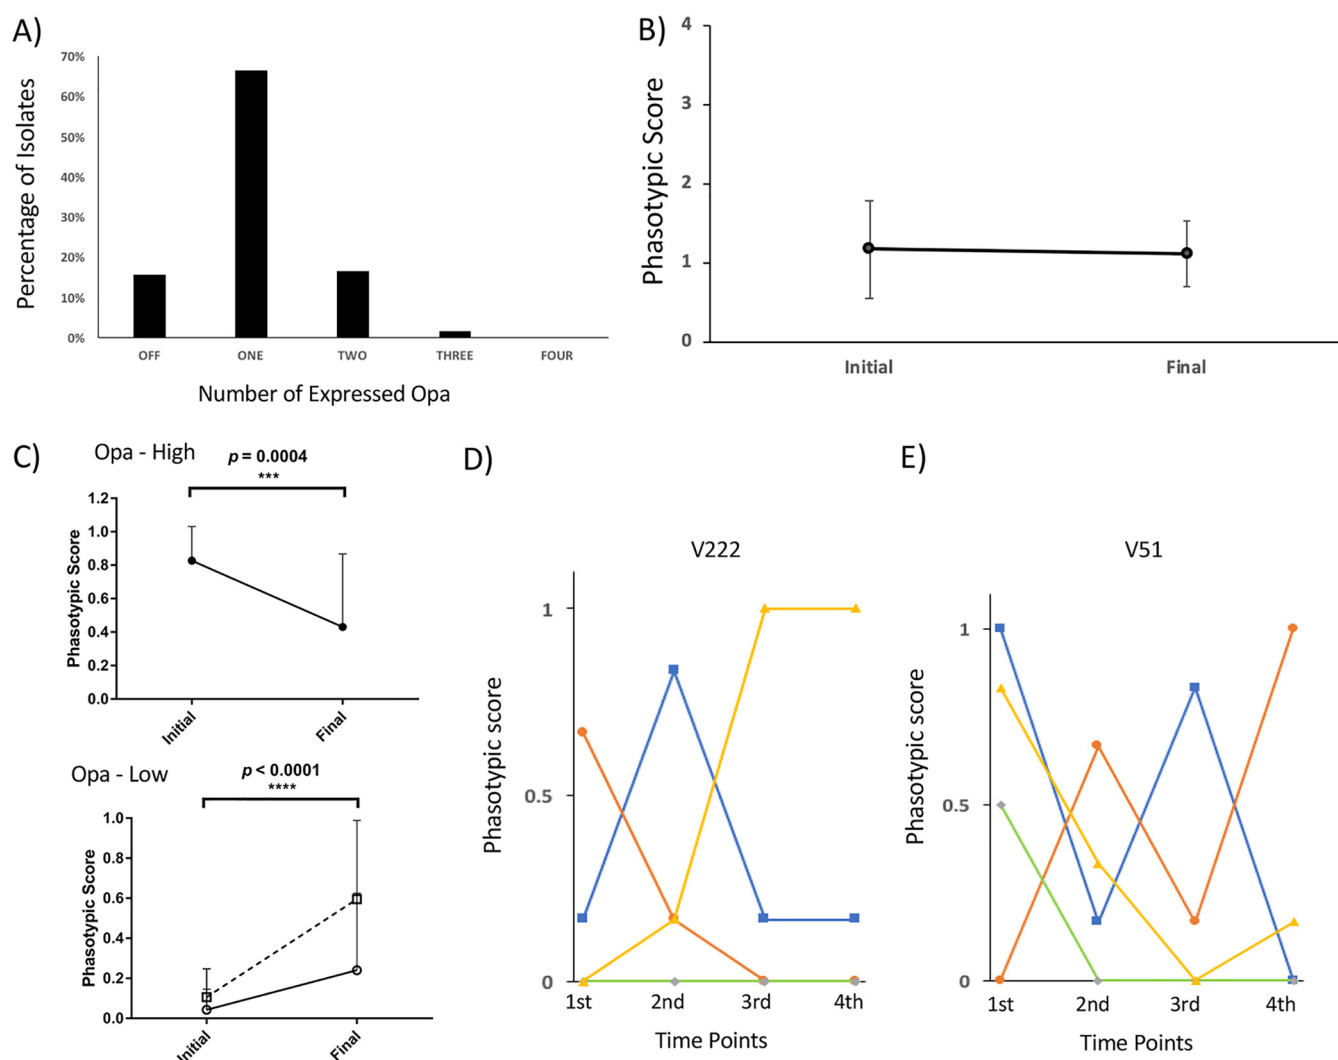 A)
70%
60%
50%
40%
30%
20%
10%
0%
Percentage of Isolates
OFF ONE TWO THREE FOUR
Number of Expressed Opa
B)
4
3
2
1
0
Phasotypic Score
Initial Final
C)
Opa - High
p = 0.0004
***
1.2
1.0
0.8
0.6
0.4
0.2
0.0
Phasotypic Score
Initial Final
Opa - Low
p < 0.0001
****
1.0
0.8
0.6
0.4
0.2
0.0
Phasotypic Score
Initial Final
D)
V222
1
0.5
0
Phasotypic score
1st 2nd 3rd 4th
Time Points
E)
V51
1
0.5
0
Phasotypic score
1st 2nd 3rd 4th
Time Points